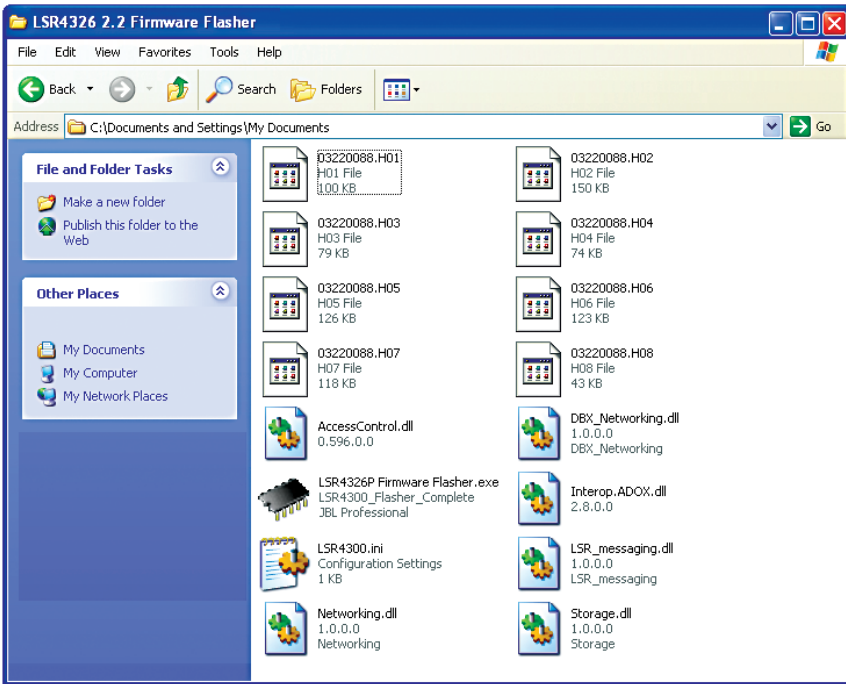 LSR4326 2.2 Firmware Flasher
File Edit View Favorites Tools Help
Back Search Folders
Address C:\Documents and Settings\My Documents Go
File and Folder Tasks
Make a new folder
Publish this folder to the
Web
Other Places
My Documents
My Computer
My Network Places
03220088.H01
H01 File
100 KB
03220088.H02
H02 File
150 KB
03220088.H03
H03 File
79 KB
03220088.H04
H04 File
74 KB
03220088.H05
H05 File
126 KB
03220088.H06
H06 File
123 KB
03220088.H07
H07 File
118 KB
03220088.H08
H08 File
43 KB
AccessControl.dll
0.596.0.0
DBX_Networking.dll
1.0.0.0
DBX_Networking
LSR4326P Firmware Flasher.exe
LSR4300_Flasher_Complete
JBL Professional
Interop.ADOX.dll
2.8.0.0
LSR4300.ini
Configuration Settings
1 KB
LSR_messaging.dll
1.0.0.0
LSR_messaging
Networking.dll
1.0.0.0
Networking
Storage.dll
1.0.0.0
Storage